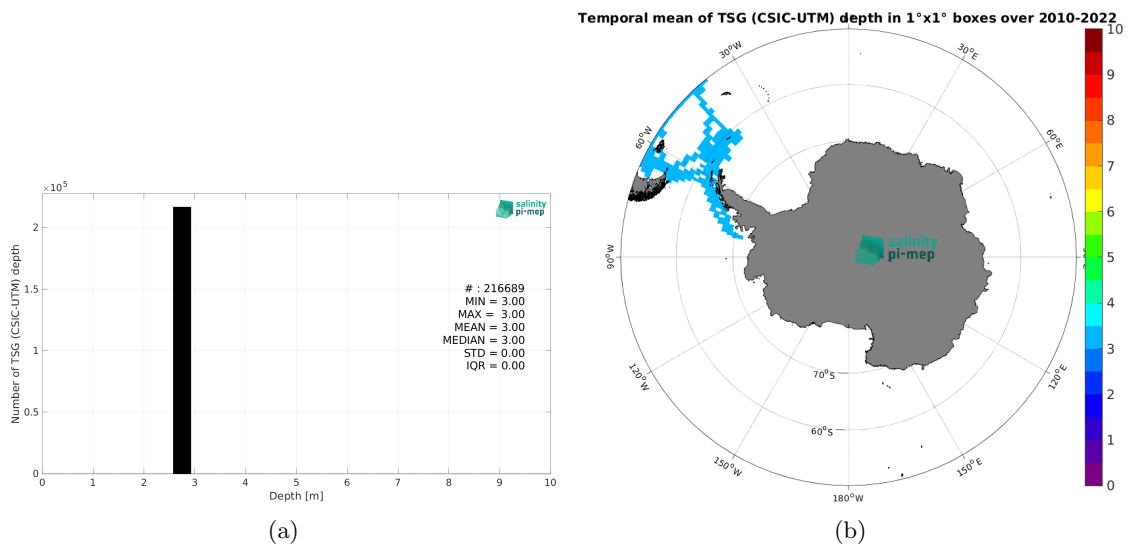 ×10⁵
2
1.5
1
0.5
0
Number of TSG (CSIC-UTM) depth
0 1 2 3 4 5 6 7 8 9 10
Depth [m]
salinity
pi-mep
# : 216689
MIN = 3.00
MAX = 3.00
MEAN = 3.00
MEDIAN = 3.00
STD = 0.00
IQR = 0.00
(a)
Temporal mean of TSG (CSIC-UTM) depth in 1°x1° boxes over 2010-2022
30°W
30°E
60°W
60°E
90°W
salinity
pi-mep
120°W
120°E
70°S
60°S
150°W
150°E
180°W
10
9
8
7
6
5
4
3
2
1
0
(b)